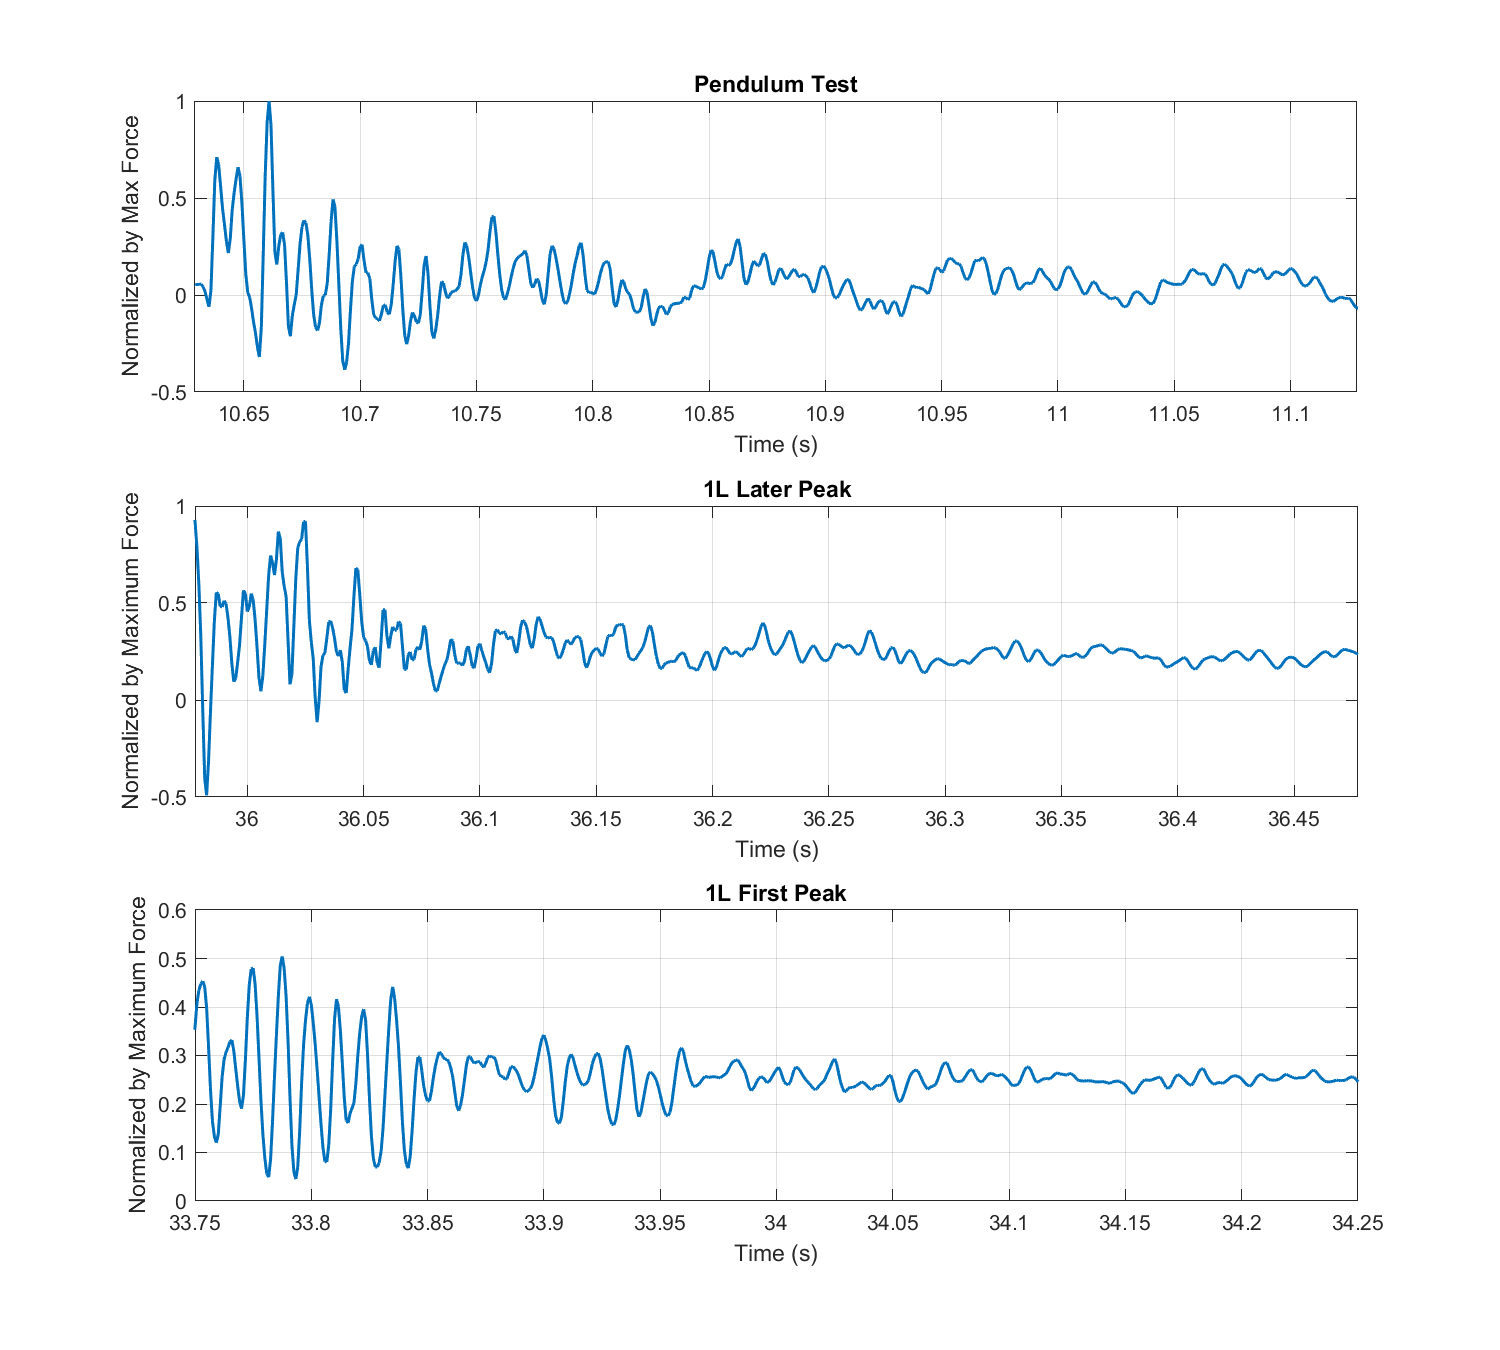 Pendulum Test
Normalized by Max Force
1
0.5
0
-0.5
10.65 10.7 10.75 10.8 10.85 10.9 10.95 11 11.05 11.1
Time (s)
1L Later Peak
Normalized by Maximum Force
1
0.5
0
-0.5
36 36.05 36.1 36.15 36.2 36.25 36.3 36.35 36.4 36.45
Time (s)
1L First Peak
Normalized by Maximum Force
0.6
0.5
0.4
0.3
0.2
0.1
0
33.75 33.8 33.85 33.9 33.95 34 34.05 34.1 34.15 34.2 34.25
Time (s)